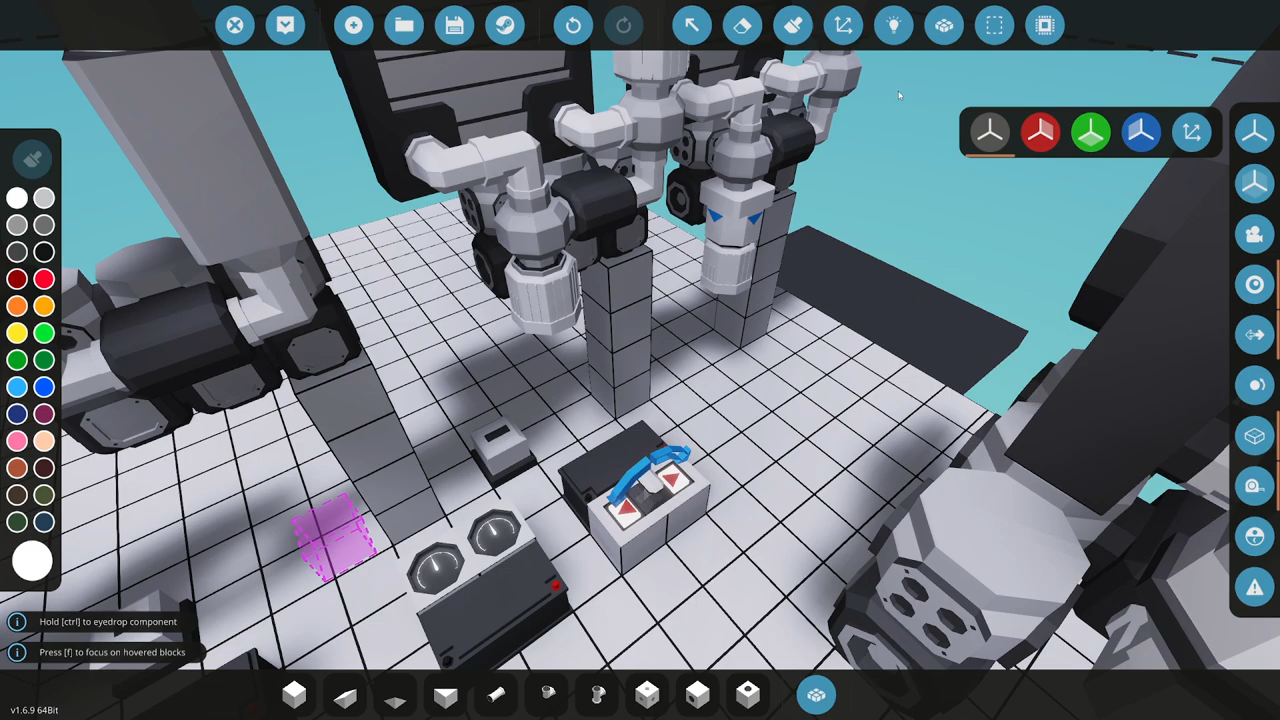 Hold [ctrl] to eyedrop component
Press [f] to focus on hovered blocks
v1.6.9 64Bit